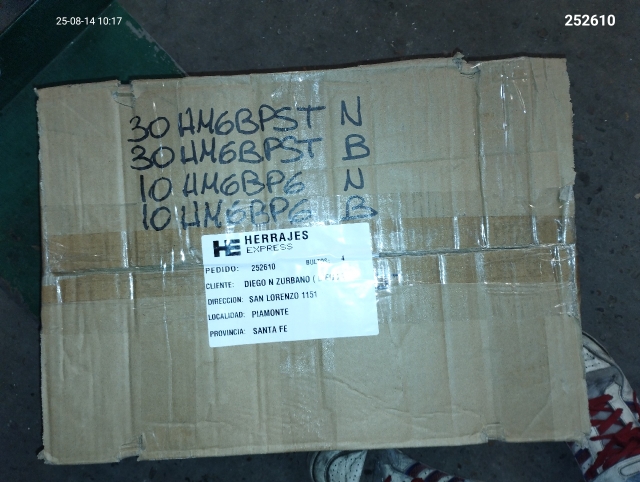 25-08-14 10:17
252610
30 HM6BPST N
30 HM6BPST B
10 HM6BP6 N
10 HM6BP6 B
HE HERRAJES
EXPRESS
PEDIDO: 252610 BULTOS: 1
CLIENTE: DIEGO N ZURBANO (
DIRECCION: SAN LORENZO 1151
LOCALIDAD: PIAMONTE
PROVINCIA: SANTA FE